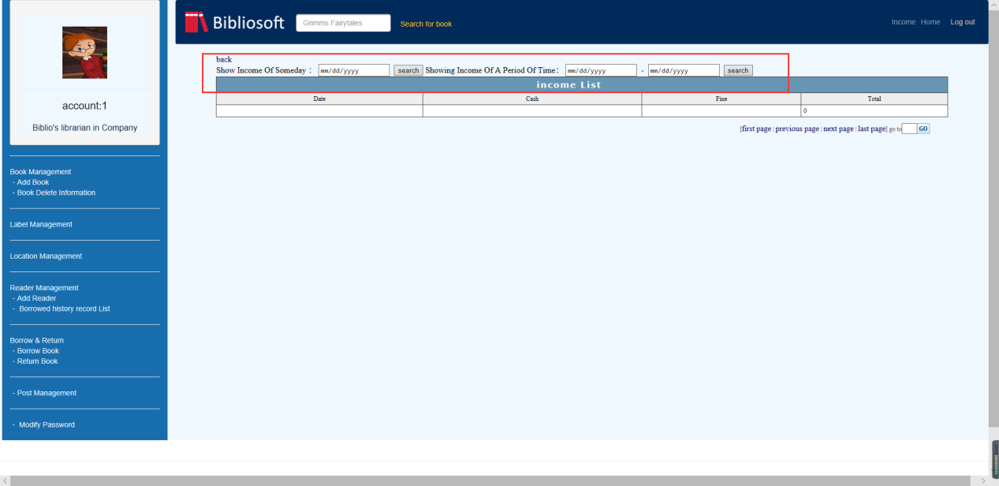 Bibliosoft Grimms Fairytales Search for book Income Home Log out
account:1
Biblio's librarian in Company
Book Management
- Add Book
- Book Delete Information
Label Management
Location Management
Reader Management
- Add Reader
- Borrowed history record List
Borrow & Return
- Borrow Book
- Return Book
- Post Management
- Modify Password
back
Show Income Of Someday： mm/dd/yyyy search Showing Income Of A Period Of Time： mm/dd/yyyy - mm/dd/yyyy search
income List
Date Cash Fine Total
0
[first page | previous page | next page | last page] go to GO